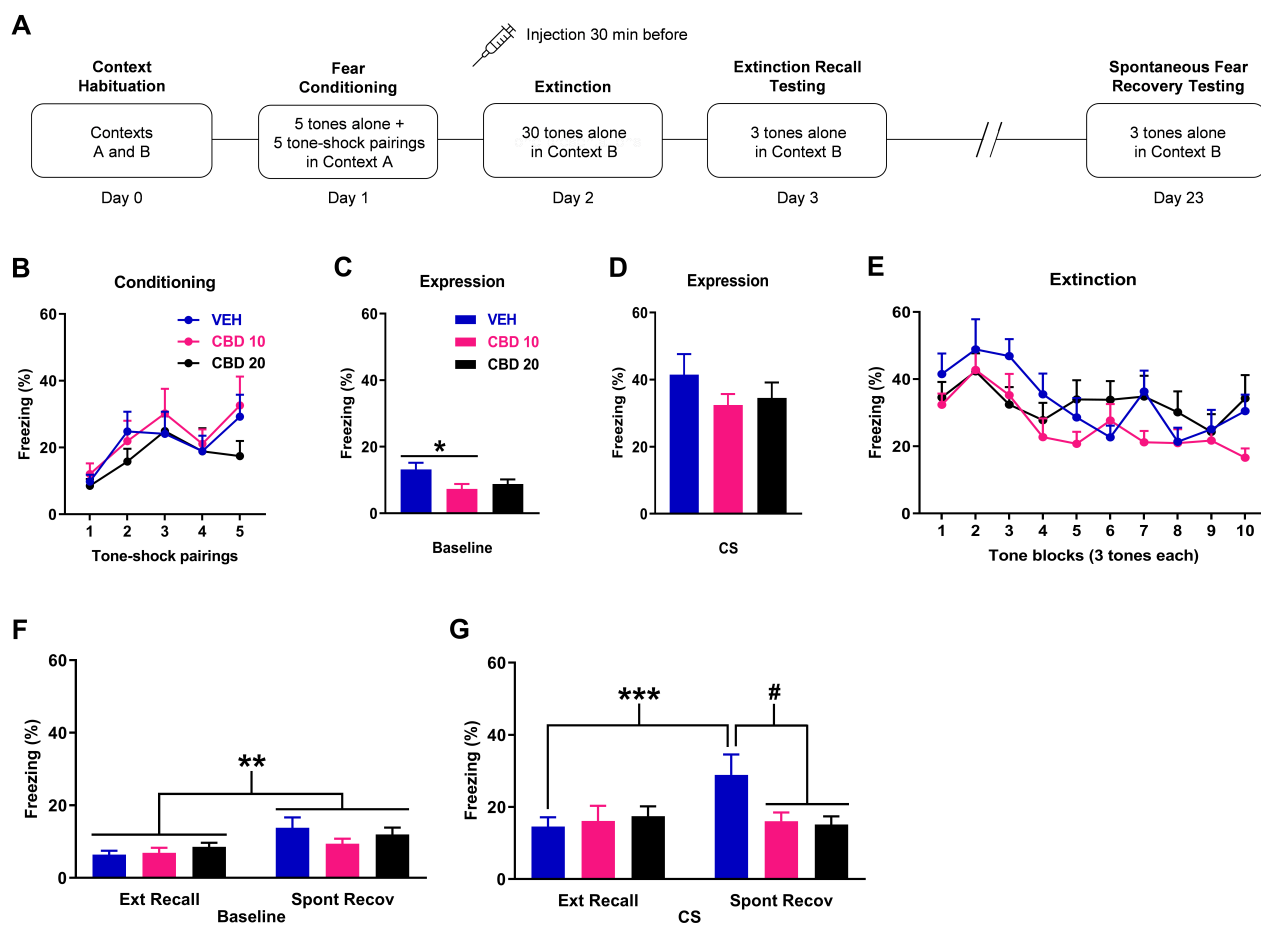 A
Injection 30 min before
Context
Habituation
Contexts
A and B
Day 0
Fear
Conditioning
5 tones alone +
5 tone-shock pairings
in Context A
Day 1
Extinction
30 tones alone
in Context B
Day 2
Extinction Recall
Testing
3 tones alone
in Context B
Day 3
Spontaneous Fear
Recovery Testing
3 tones alone
in Context B
Day 23
B
Conditioning
Freezing (%)
60
40
20
0
VEH
CBD 10
CBD 20
1 2 3 4 5
Tone-shock pairings
C
Expression
Freezing (%)
60
40
20
0
VEH
CBD 10
CBD 20
*
Baseline
D
Expression
Freezing (%)
60
40
20
0
CS
E
Extinction
Freezing (%)
60
40
20
0
1 2 3 4 5 6 7 8 9 10
Tone blocks (3 tones each)
F
Freezing (%)
60
40
20
0
**
Ext Recall Spont Recov
Baseline
G
Freezing (%)
60
40
20
0
*** #
Ext Recall Spont Recov
CS